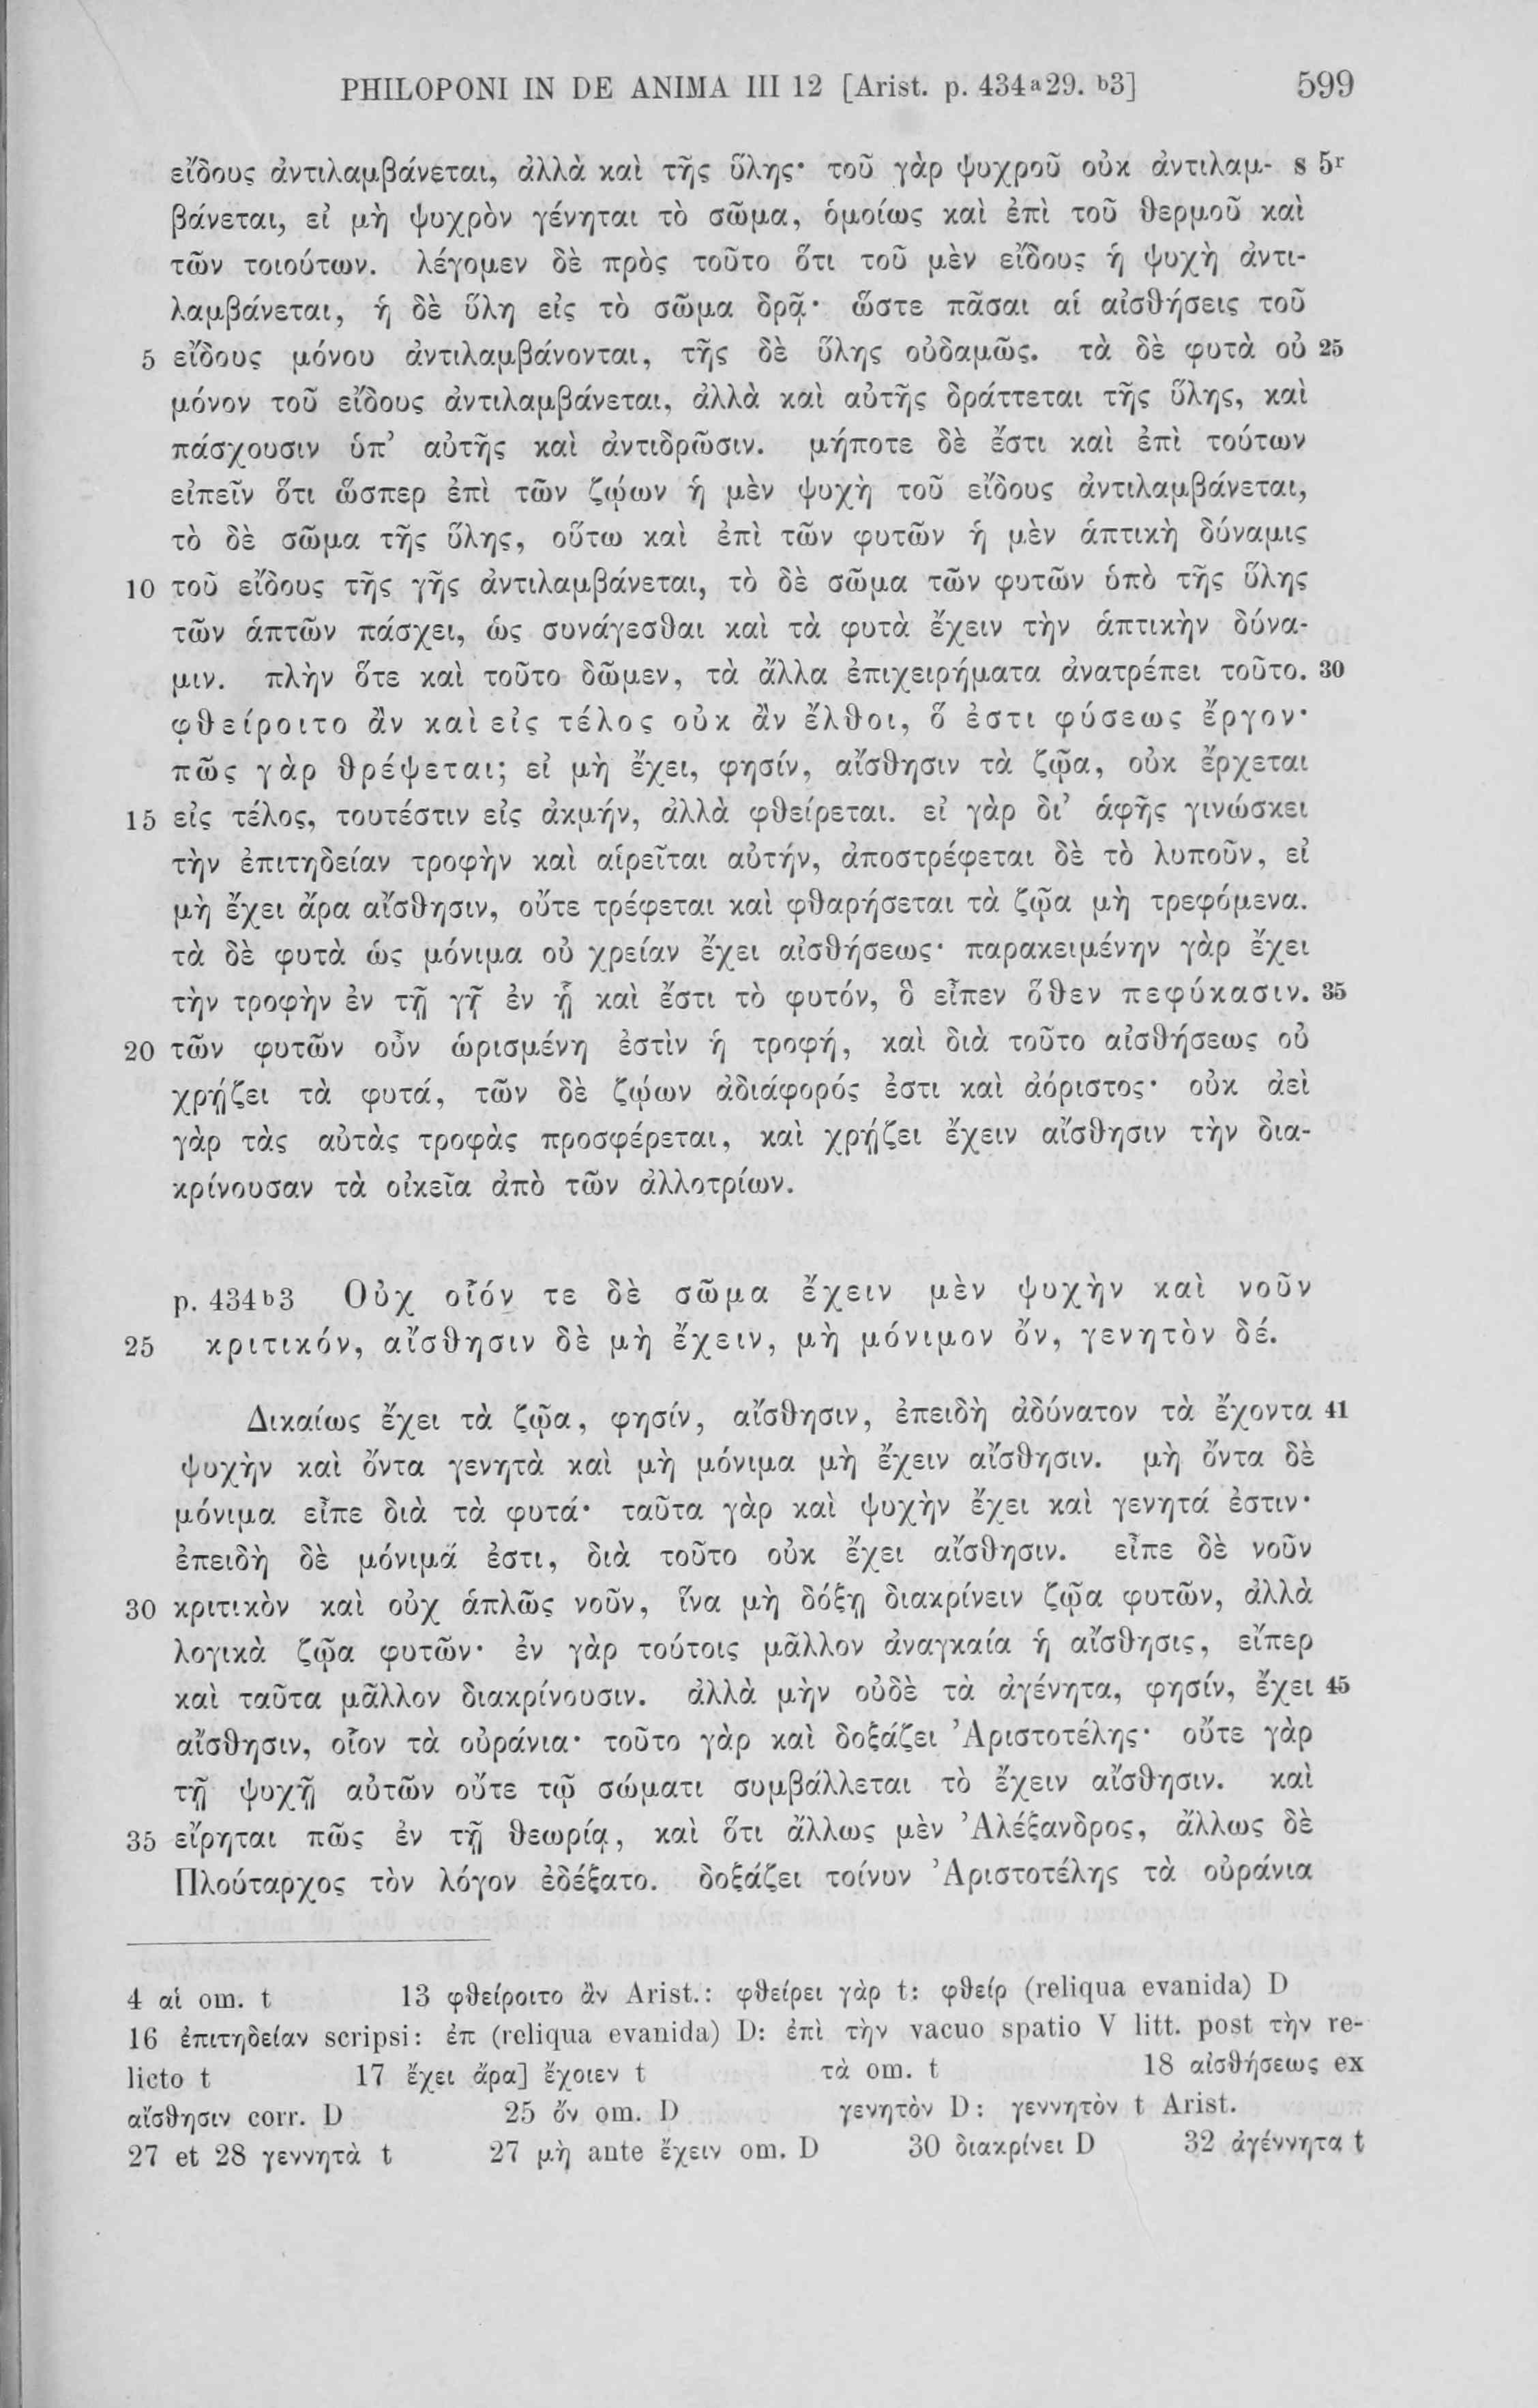 PHILOPONI IN DE ANIMA III 12 [Arist. p. 434a29. b3] 599
εἴδους ἀντιλαμβάνεται, ἀλλὰ καὶ τῆς ὕλης· τοῦ γὰρ ψυχροῦ οὐκ ἀντιλαμ- s 5r
βάνεται, εἰ μὴ ψυχρὸν γένηται τὸ σῶμα, ὁμοίως καὶ ἐπὶ τοῦ θερμοῦ καὶ
τῶν τοιούτων. λέγομεν δὲ πρὸς τοῦτο ὅτι τοῦ μὲν εἴδους ἡ ψυχὴ ἀντι-
λαμβάνεται, ἡ δὲ ὕλη εἰς τὸ σῶμα δρᾷ· ὥστε πᾶσαι αἱ αἰσθήσεις τοῦ
5 εἴδους μόνου ἀντιλαμβάνονται, τῆς δὲ ὕλης οὐδαμῶς. τὰ δὲ φυτὰ οὐ 25
μόνον τοῦ εἴδους ἀντιλαμβάνεται, ἀλλὰ καὶ αὐτῆς δράττεται τῆς ὕλης, καὶ
πάσχουσιν ὑπ’ αὐτῆς καὶ ἀντιδρῶσιν. μήποτε δὲ ἔστι καὶ ἐπὶ τούτων
εἰπεῖν ὅτι ὥσπερ ἐπὶ τῶν ζῴων ἡ μὲν ψυχὴ τοῦ εἴδους ἀντιλαμβάνεται,
τὸ δὲ σῶμα τῆς ὕλης, οὕτω καὶ ἐπὶ τῶν φυτῶν ἡ μὲν ἁπτικὴ δύναμις
10 τοῦ εἴδους τῆς γῆς ἀντιλαμβάνεται, τὸ δὲ σῶμα τῶν φυτῶν ὑπὸ τῆς ὕλης
τῶν ἁπτῶν πάσχει, ὡς συνάγεσθαι καὶ τὰ φυτὰ ἔχειν τὴν ἁπτικὴν δύνα-
μιν. πλὴν ὅτε καὶ τοῦτο δῶμεν, τὰ ἄλλα ἐπιχειρήματα ἀνατρέπει τοῦτο. 30
φθείροιτο ἂν καὶ εἰς τέλος οὐκ ἂν ἔλθοι, ὅ ἐστι φύσεως ἔργον·
πῶς γὰρ θρέψεται; εἰ μὴ ἔχει, φησίν, αἴσθησιν τὰ ζῷα, οὐκ ἔρχεται
15 εἰς τέλος, τουτέστιν εἰς ἀκμήν, ἀλλὰ φθείρεται. εἰ γὰρ δι’ ἁφῆς γινώσκει
τὴν ἐπιτηδείαν τροφὴν καὶ αἱρεῖται αὐτήν, ἀποστρέφεται δὲ τὸ λυποῦν, εἰ
μὴ ἔχει ἄρα αἴσθησιν, οὔτε τρέφεται καὶ φθαρήσεται τὰ ζῷα μὴ τρεφόμενα.
τὰ δὲ φυτὰ ὡς μόνιμα οὐ χρείαν ἔχει αἰσθήσεως· παρακειμένην γὰρ ἔχει
τὴν τροφὴν ἐν τῇ γῇ ἐν ᾗ καὶ ἔστι τὸ φυτόν, ὃ εἶπεν ὅθεν πεφύκασιν. 35
20 τῶν φυτῶν οὖν ὡρισμένη ἐστὶν ἡ τροφή, καὶ διὰ τοῦτο αἰσθήσεως οὐ
χρῄζει τὰ φυτά, τῶν δὲ ζῴων ἀδιάφορός ἐστι καὶ ἀόριστος· οὐκ ἀεὶ
γὰρ τὰς αὐτὰς τροφὰς προσφέρεται, καὶ χρῄζει ἔχειν αἴσθησιν τὴν δια-
κρίνουσαν τὰ οἰκεῖα ἀπὸ τῶν ἀλλοτρίων.
p. 434b3 Οὐχ οἷόν τε δὲ σῶμα ἔχειν μὲν ψυχὴν καὶ νοῦν
25 κριτικόν, αἴσθησιν δὲ μὴ ἔχειν, μὴ μόνιμον ὄν, γενητὸν δέ.
Δικαίως ἔχει τὰ ζῷα, φησίν, αἴσθησιν, ἐπειδὴ ἀδύνατον τὰ ἔχοντα 41
ψυχὴν καὶ ὄντα γενητὰ καὶ μὴ μόνιμα μὴ ἔχειν αἴσθησιν. μὴ ὄντα δὲ
μόνιμα εἶπε διὰ τὰ φυτά· ταῦτα γὰρ καὶ ψυχὴν ἔχει καὶ γενητά ἐστιν·
ἐπειδὴ δὲ μόνιμά ἐστι, διὰ τοῦτο οὐκ ἔχει αἴσθησιν. εἶπε δὲ νοῦν
30 κριτικὸν καὶ οὐχ ἁπλῶς νοῦν, ἵνα μὴ δόξῃ διακρίνειν ζῷα φυτῶν, ἀλλὰ
λογικὰ ζῷα φυτῶν· ἐν γὰρ τούτοις μᾶλλον ἀναγκαία ἡ αἴσθησις, εἴπερ
καὶ ταῦτα μᾶλλον διακρίνουσιν. ἀλλὰ μὴν οὐδὲ τὰ ἀγένητα, φησίν, ἔχει 45
αἴσθησιν, οἷον τὰ οὐράνια· τοῦτο γὰρ καὶ δοξάζει Ἀριστοτέλης· οὔτε γὰρ
τῇ ψυχῇ αὐτῶν οὔτε τῷ σώματι συμβάλλεται τὸ ἔχειν αἴσθησιν. καὶ
35 εἴρηται πῶς ἐν τῇ θεωρίᾳ, καὶ ὅτι ἄλλως μὲν Ἀλέξανδρος, ἄλλως δὲ
Πλούταρχος τὸν λόγον ἐδέξατο. δοξάζει τοίνυν Ἀριστοτέλης τὰ οὐράνια
4 αἱ om. t 13 φθείροιτο ἂν Arist.: φθείρει γὰρ t: φθείρ (reliqua evanida) D
16 ἐπιτηδείαν scripsi: ἐπ (reliqua evanida) D: ἐπὶ τὴν vacuo spatio V litt. post τὴν re-
licto t 17 ἔχει ἄρα] ἔχοιεν t τὰ om. t 18 αἰσθήσεως ex
αἴσθησιν corr. D 25 ὄν om. D γενητὸν D: γεννητὸν t Arist.
27 et 28 γεννητὰ t 27 μὴ ante ἔχειν om. D 30 διακρίνει D 32 ἀγέννητα t